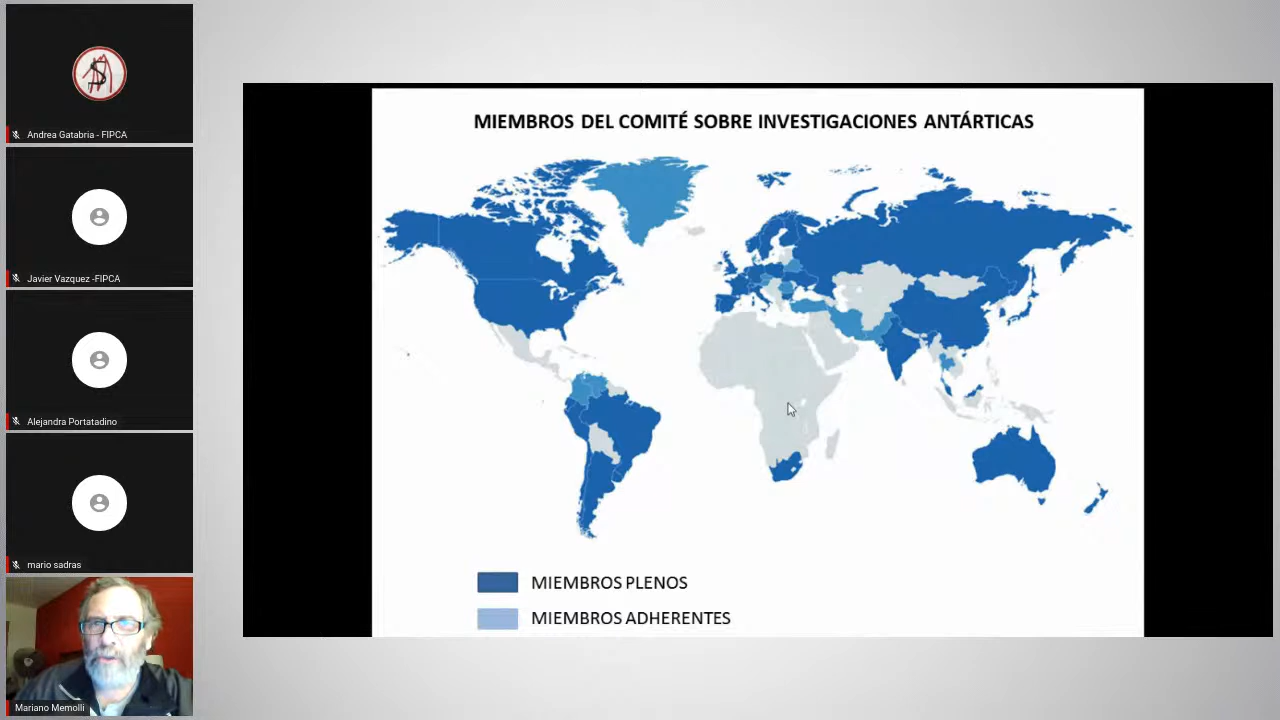 Andrea Gatabria - FIPCA
Javier Vazquez -FIPCA
Alejandra Portatadino
mario sadras
Mariano Memolli
MIEMBROS DEL COMITÉ SOBRE INVESTIGACIONES ANTÁRTICAS
MIEMBROS PLENOS
MIEMBROS ADHERENTES